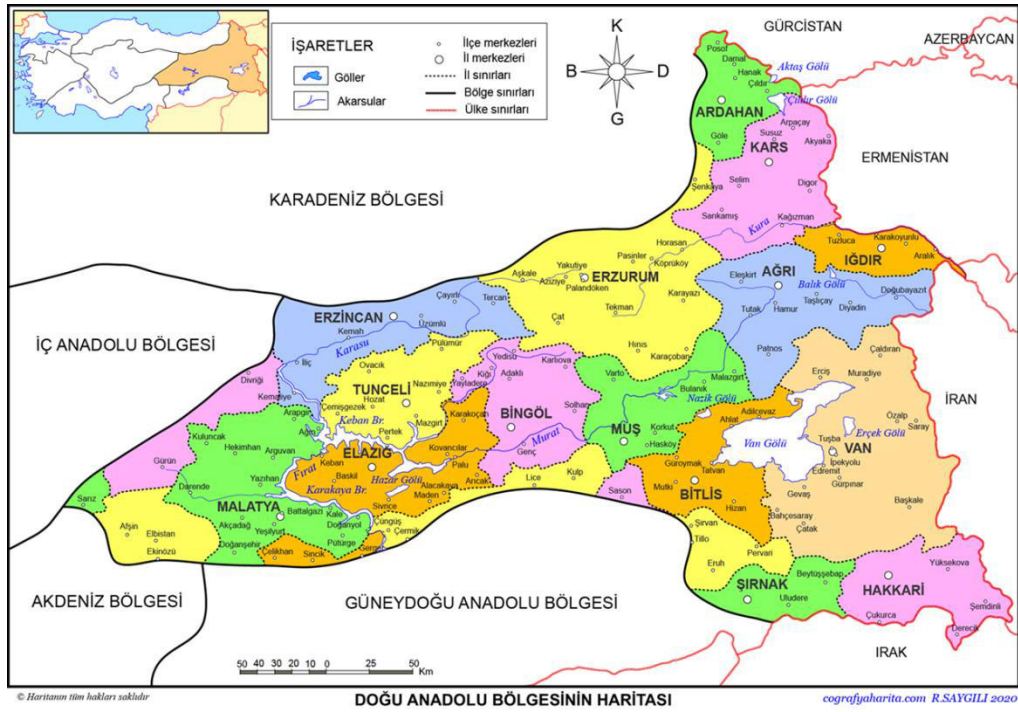 İŞARETLER
Göller
Akarsular
İlçe merkezleri
İl merkezleri
İl sınırları
Bölge sınırları
Ülke sınırları
K
B
D
G
GÜRCİSTAN
AZERBAYCAN
ERMENİSTAN
KARADENİZ BÖLGESİ
İÇ ANADOLU BÖLGESİ
AKDENİZ BÖLGESİ
GÜNEYDOĞU ANADOLU BÖLGESİ
İRAN
IRAK
Posof
Damal
Hanak
Aktaş Gölü
Çıldır
Çıldır Gölü
ARDAHAN
Göle
Arpaçay
Susuz
Akyaka
KARS
Selim
Digor
Şenkaya
Sarıkamış
Kağızman
Kura
Tuzluca
Karakoyunlu
IĞDIR
Aralık
Horasan
Pasinler
Köprüköy
Yakutiye
Aşkale
Aziziye
ERZURUM
Palandöken
Tekman
Karayazı
Çat
Hınıs
Karaçoban
Eleşkirt
AĞRI
Balık Gölü
Doğubayazıt
Taşlıçay
Diyadin
Tutak
Hamur
Patnos
Çayırlı
Tercan
ERZİNCAN
Üzümlü
Kemah
Karasu
İliç
Kemaliye
Divriği
Pülümür
Ovacık
TUNCELİ
Nazımiye
Hozat
Çemişgezek
Mazgirt
Pertek
Keban Br.
Yedisu
Kiğı
Adaklı
Karlıova
Yayladere
Solhan
BİNGÖL
Genç
Murat
Varto
Bulanık
Malazgirt
Nazik Gölü
MUŞ
Korkut
Hasköy
Karakoçan
Kovancılar
Palu
Arıcak
Alacakaya
Maden
Sivrice
Hazar Gölü
ELAZIĞ
Keban
Baskil
Ağın
Fırat
Karakaya Br.
Arapgir
Kuluncak
Hekimhan
Arguvan
Yazıhan
Darende
Gürün
MALATYA
Battalgazi
Kale
Akçadağ
Yeşilyurt
Doğanyol
Pütürge
Doğanşehir
Sarız
Afşin
Elbistan
Ekinözü
Çelikhan
Sincik
Gerger
Çüngüş
Çermik
Lice
Kulp
Sason
Ahlat
Adilcevaz
Güroymak
Tatvan
Mutki
BİTLİS
Hizan
Çaldıran
Erciş
Muradiye
Özalp
Saray
Erçek Gölü
Van Gölü
Tuşba
VAN
İpekyolu
Edremit
Gürpınar
Gevaş
Başkale
Bahçesaray
Çatak
Şirvan
Tillo
Pervari
Eruh
ŞIRNAK
Beytüşşebap
Uludere
HAKKARİ
Yüksekova
Çukurca
Şemdinli
Derecik
50 40 30 20 10 0 25 50
Km
© Haritanın tüm hakları saklıdır
DOĞU ANADOLU BÖLGESİNİN HARİTASI
cografyaharita.com R.SAYGILI 2020